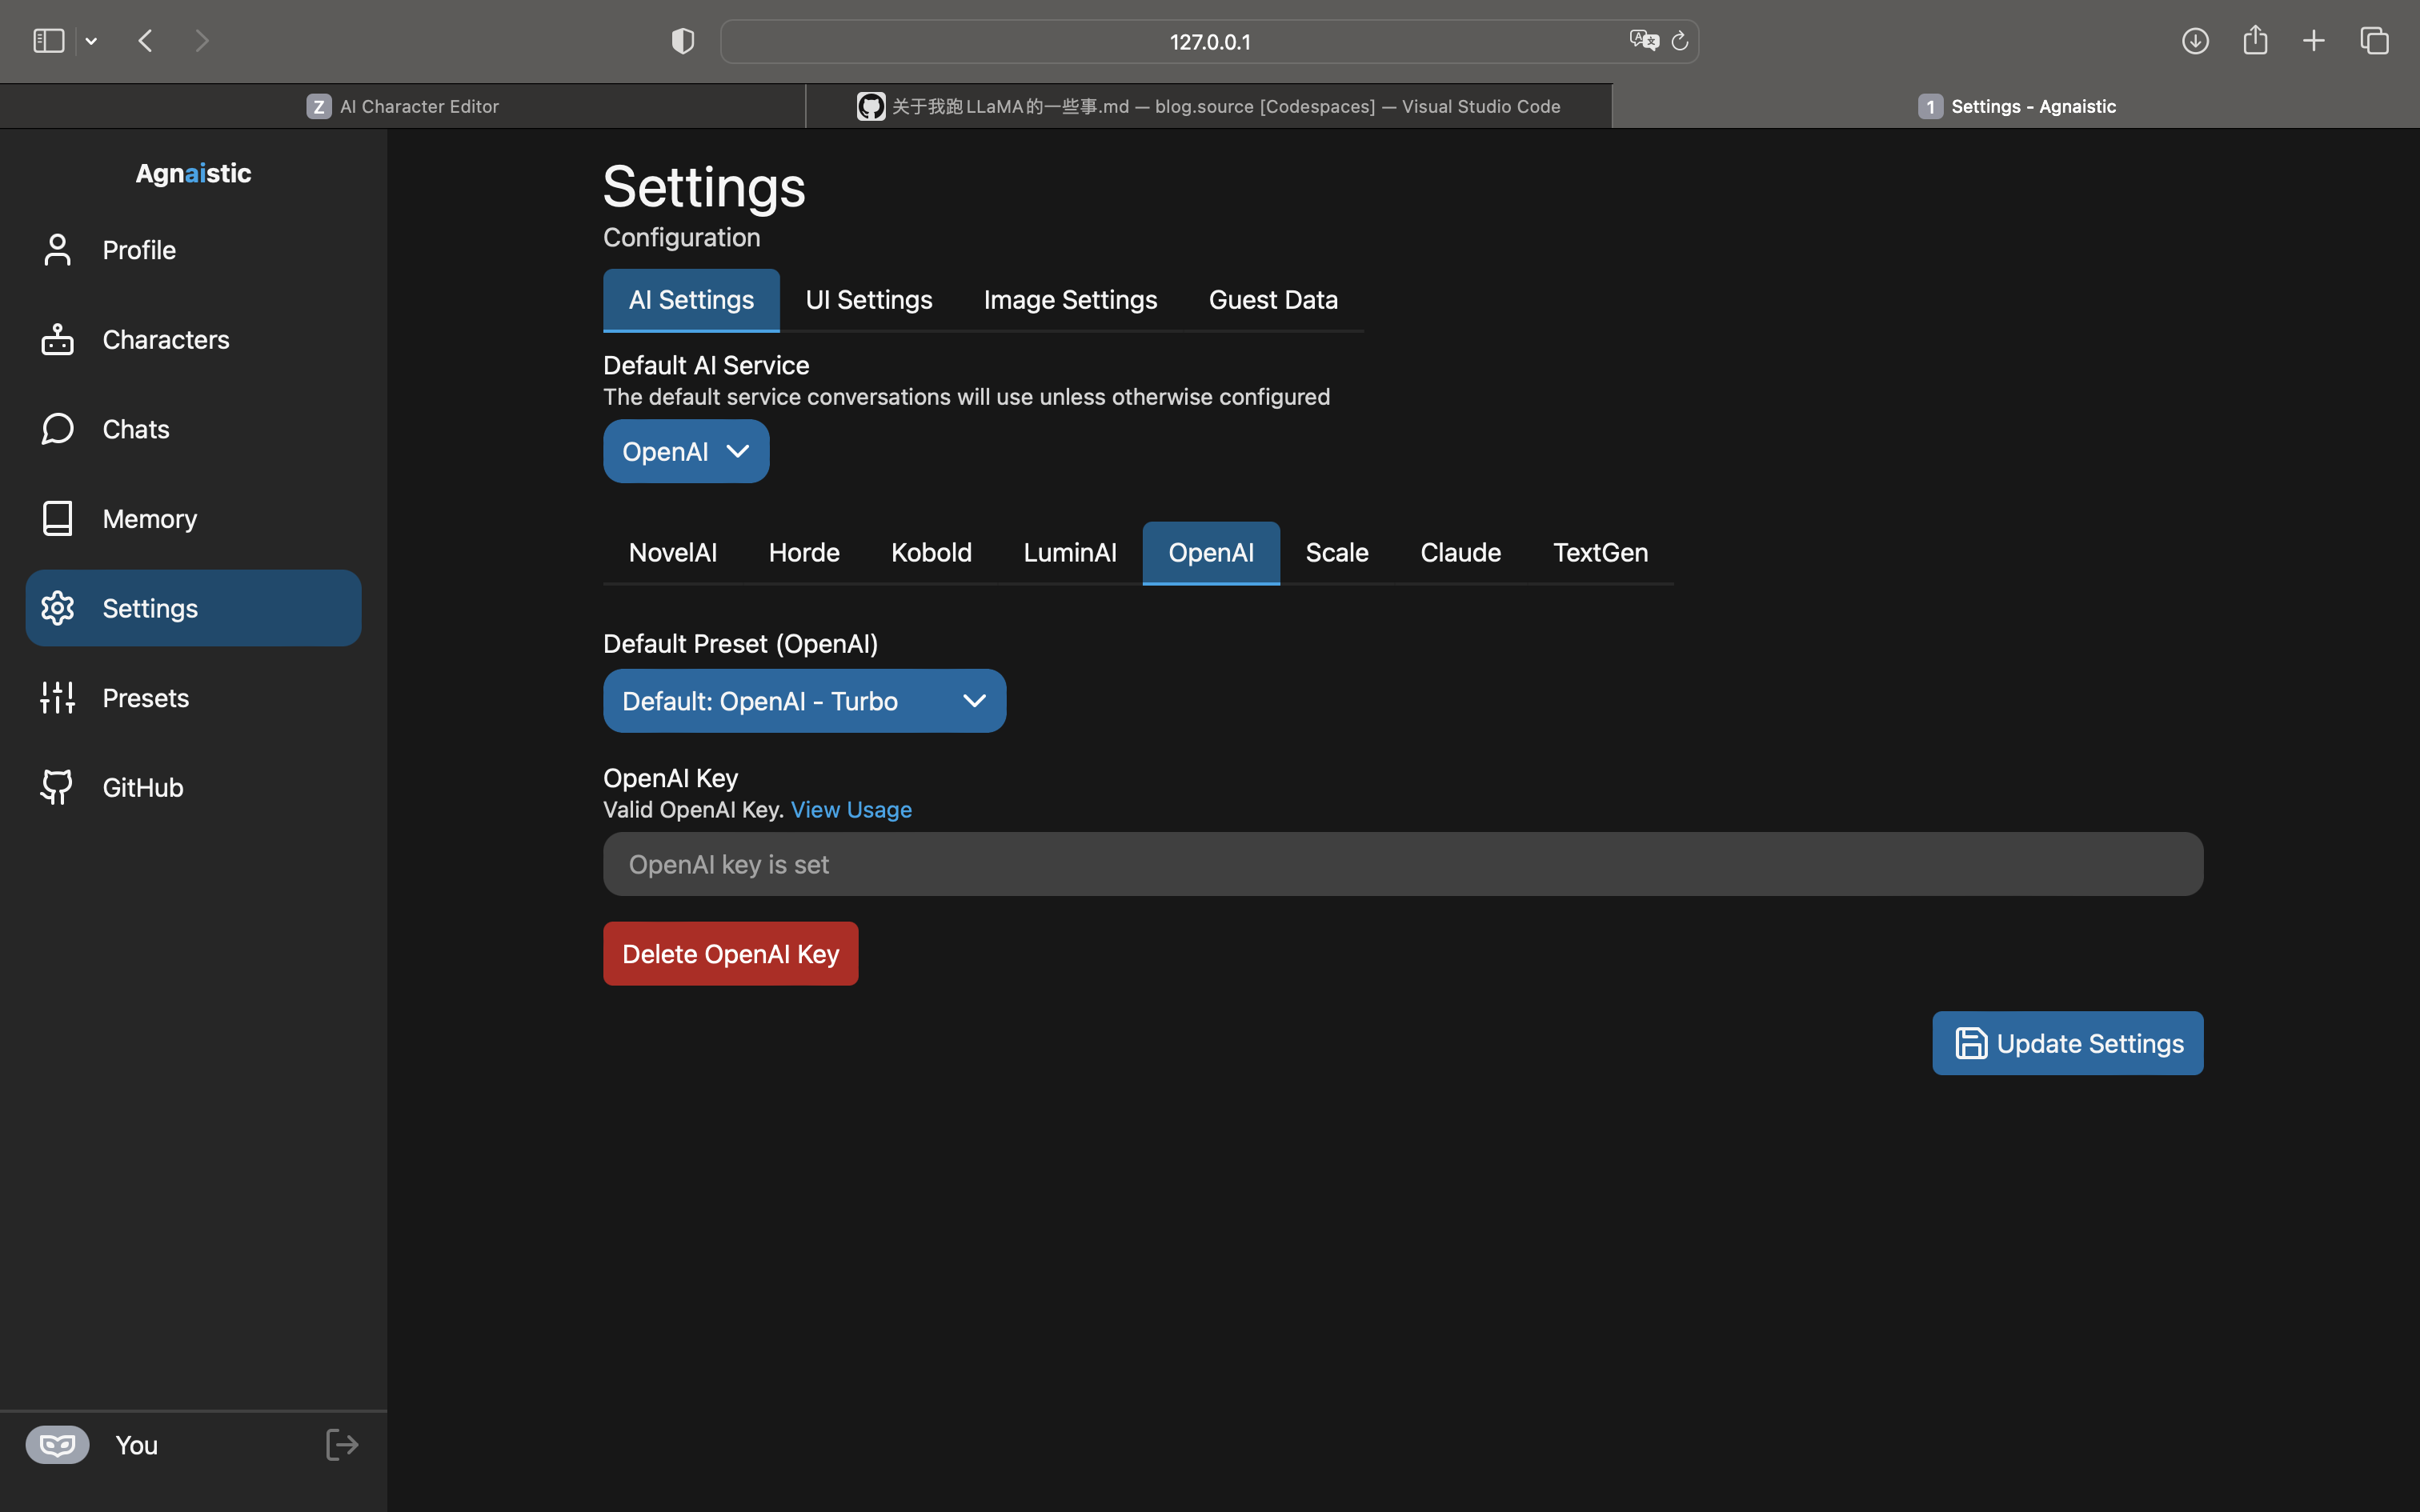 127.0.0.1
Z AI Character Editor
关于我跑LLaMA的一些事.md — blog.source [Codespaces] — Visual Studio Code
1 Settings - Agnaistic
Agnaistic
Profile
Characters
Chats
Memory
Settings
Presets
GitHub
You
Settings
Configuration
AI Settings UI Settings Image Settings Guest Data
Default AI Service
The default service conversations will use unless otherwise configured
OpenAI
NovelAI Horde Kobold LuminAI OpenAI Scale Claude TextGen
Default Preset (OpenAI)
Default: OpenAI - Turbo
OpenAI Key
Valid OpenAI Key. View Usage
OpenAI key is set
Delete OpenAI Key
Update Settings